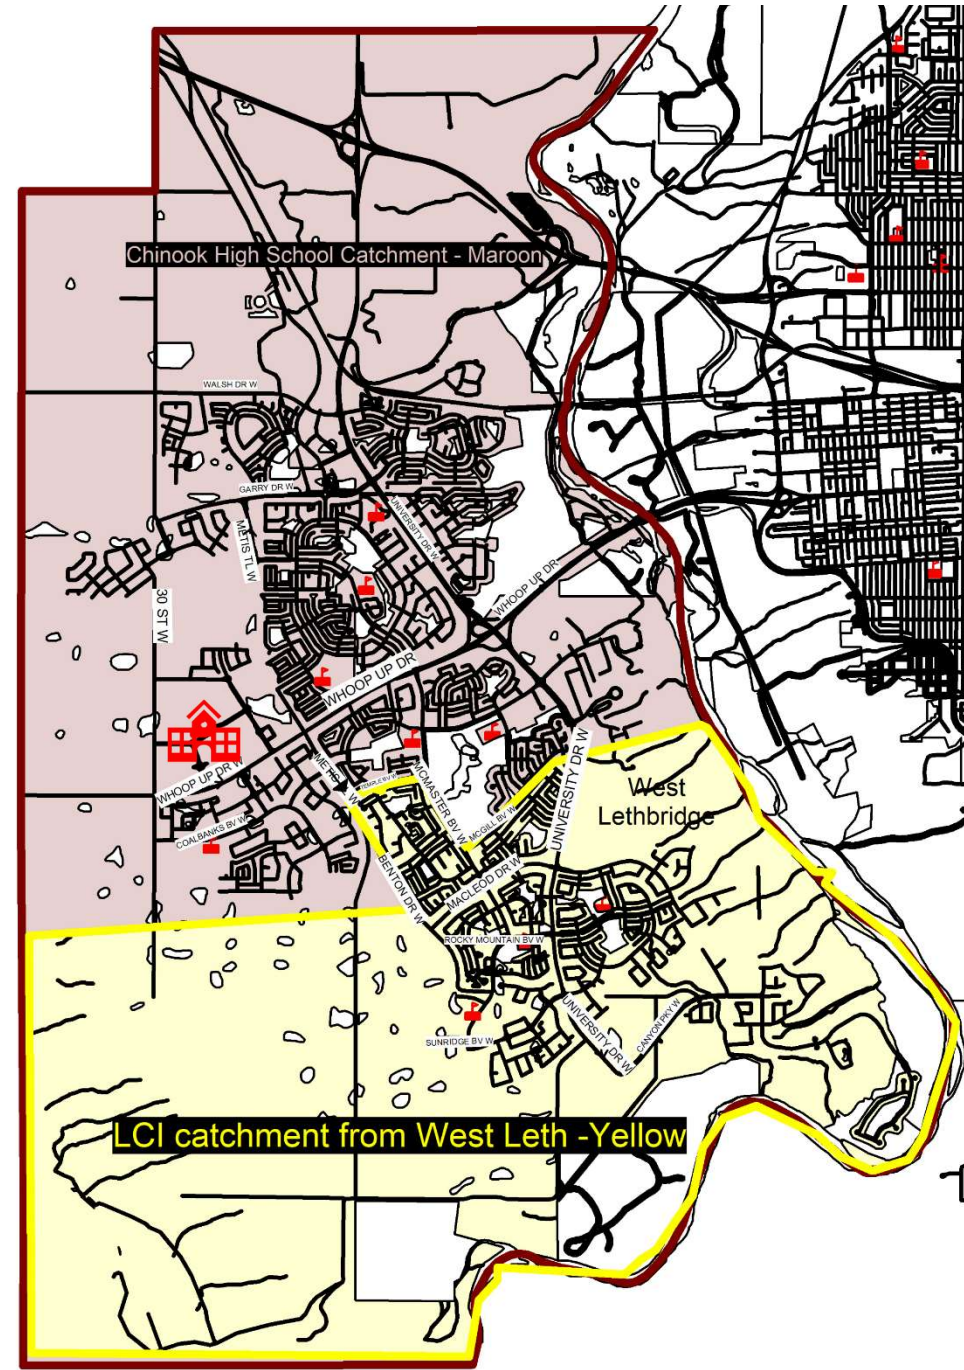 Chinook High School Catchment - Maroon
WALSH DR W
GARRY DR W
METIS TL W
UNIVERSITY DR W
WHOOP UP DR
30 ST W
WHOOP UP DR
WHOOP UP DR W
METIS
W
TEMPLE BV W
MCMASTER BV W
MCGILL BV W
UNIVERSITY DR W
West
Lethbridge
COALBANKS BV W
BENTON DR W
MACLEOD DR W
ROCKY MOUNTAIN BV W
UNIVERSITY DR W
CANYON PKY W
SUNRIDGE BV W
LCI catchment from West Leth -Yellow